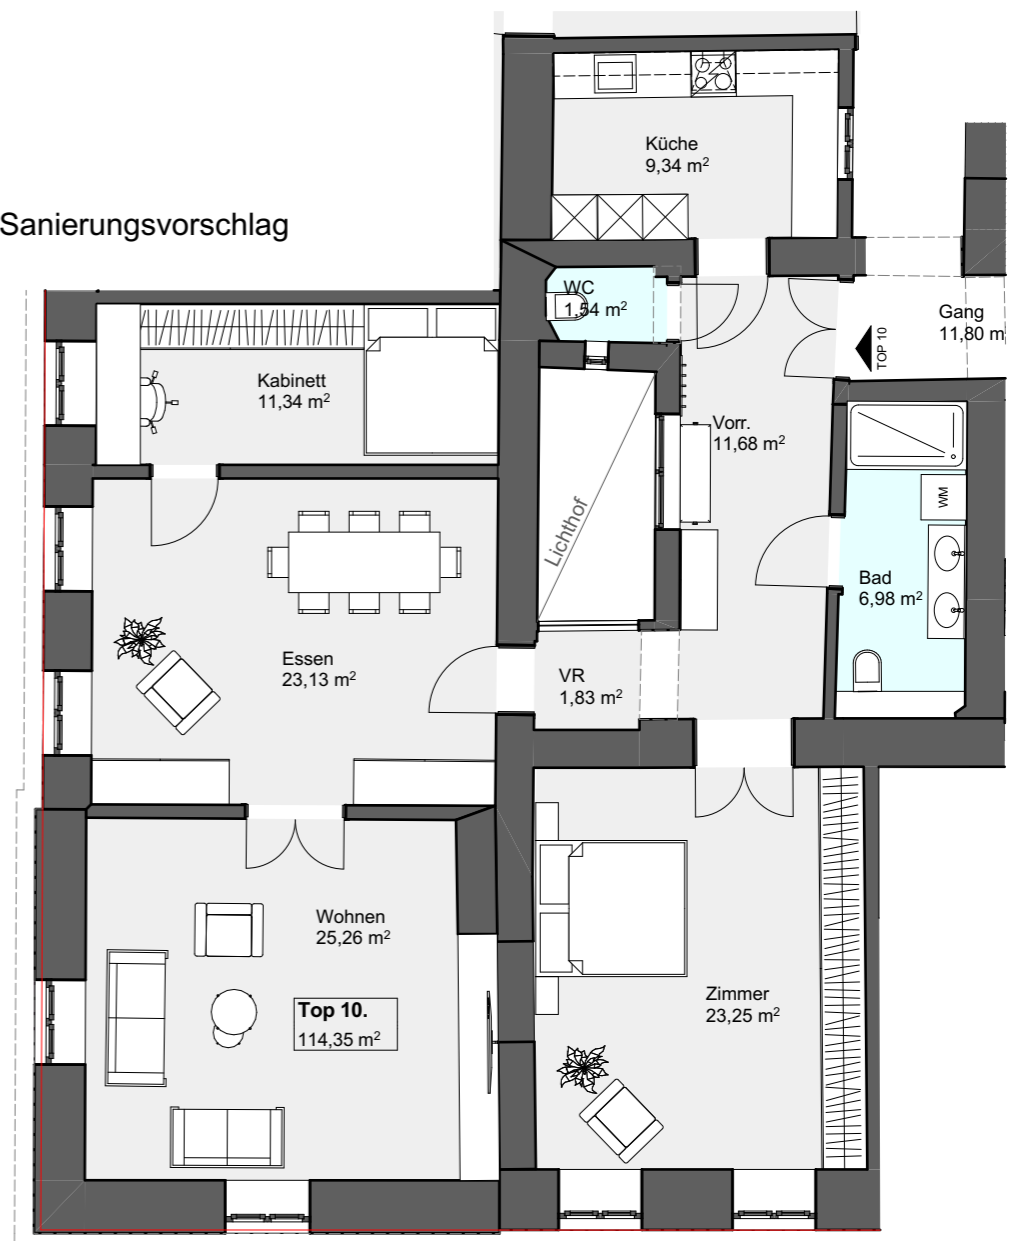 Küche
9,34 m²
Sanierungsvorschlag
WC
1,54 m²
Gang
11,80 m
TOP 10
Kabinett
11,34 m²
Vorr.
11,68 m²
Lichthof
WM
Bad
6,98 m²
Essen
23,13 m²
VR
1,83 m²
Wohnen
25,26 m²
Zimmer
23,25 m²
Top 10.
114,35 m²